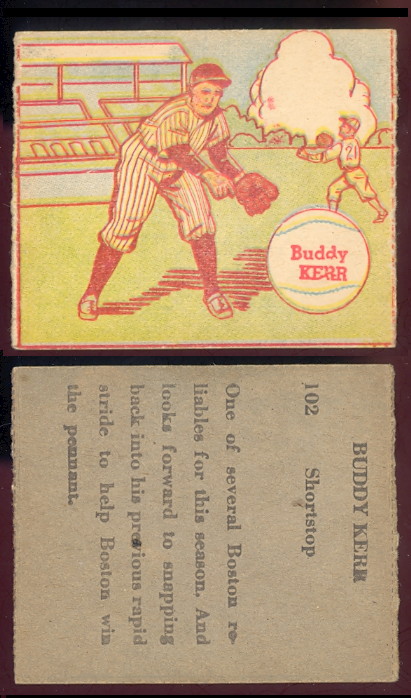 21
Buddy
KERR
BUDDY KERR
102 Shortstop
One of several Boston re-
liables for this season. And
looks forward to snapping
back into his previous rapid
stride to help Boston win
the pennant.